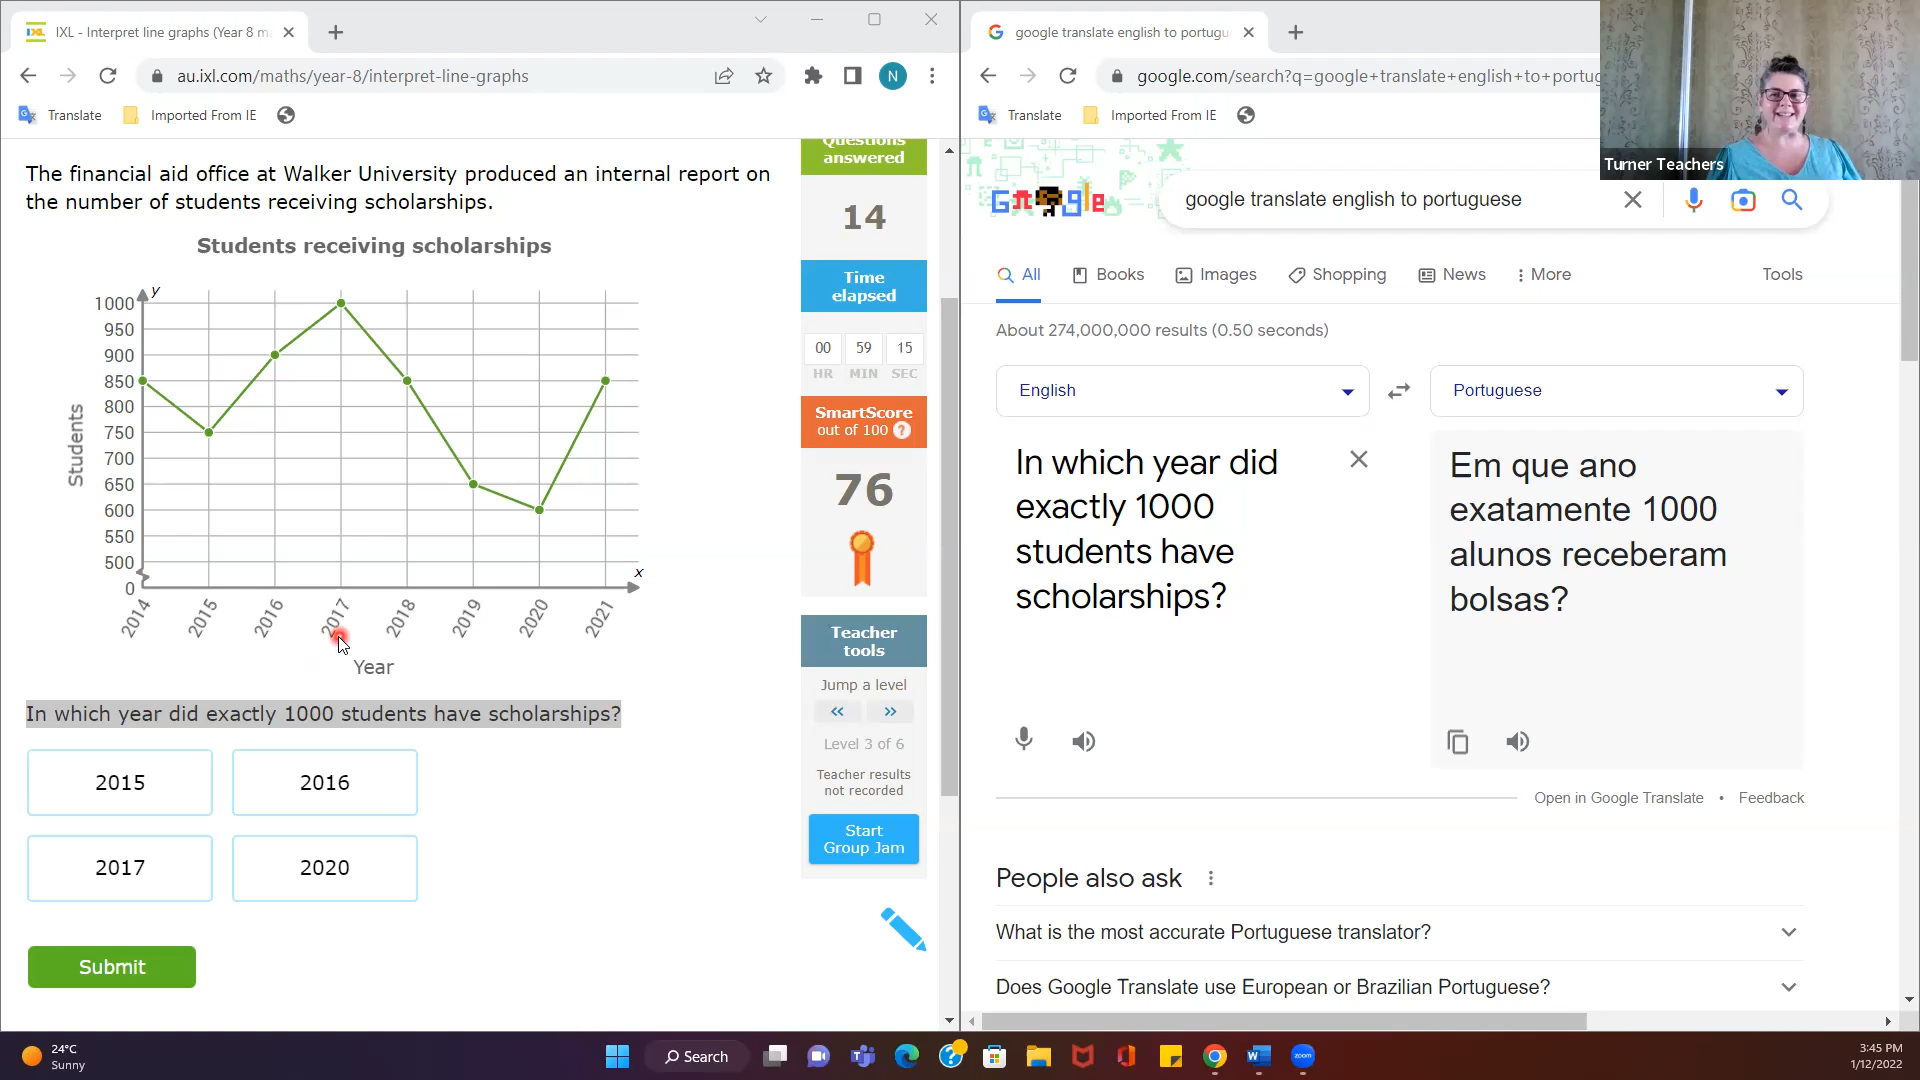 IXL - Interpret line graphs (Year 8 m
au.ixl.com/maths/year-8/interpret-line-graphs
N
Translate
Imported From IE
The financial aid office at Walker University produced an internal report on
the number of students receiving scholarships.
Students receiving scholarships
y
1000
950
900
850
800
750
700
650
600
550
500
0
Students
x
2014
2015
2016
2017
2018
2019
2020
2021
Year
In which year did exactly 1000 students have scholarships?
2015
2016
2017
2020
Submit
Questions
answered
14
Time
elapsed
00
59
15
HR
MIN
SEC
SmartScore
out of 100 ?
76
Teacher
tools
Jump a level
«
»
Level 3 of 6
Teacher results
not recorded
Start
Group Jam
google translate english to portugu
google.com/search?q=google+translate+english+to+portug
Translate
Imported From IE
Turner Teachers
google translate english to portuguese
All
Books
Images
Shopping
News
More
Tools
About 274,000,000 results (0.50 seconds)
English
Portuguese
In which year did
exactly 1000
students have
scholarships?
Em que ano
exatamente 1000
alunos receberam
bolsas?
Open in Google Translate • Feedback
People also ask
What is the most accurate Portuguese translator?
Does Google Translate use European or Brazilian Portuguese?
24°C
Sunny
Search
zoom
3:45 PM
1/12/2022